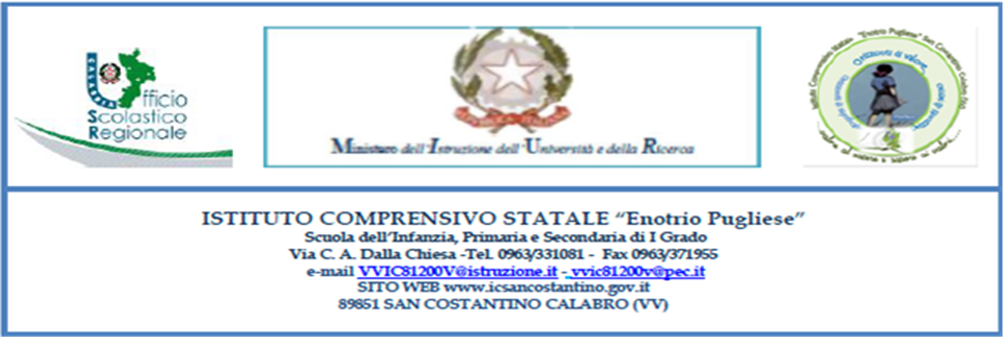 Ufficio
Scolastico
Regionale
CALABRIA
Ministero dell'Istruzione dell'Università e della Ricerca
ISTITUTO COMPRENSIVO STATALE “Enotrio Pugliese”
Scuola dell'Infanzia, Primaria e Secondaria di I Grado
Via C. A. Dalla Chiesa -Tel. 0963/331081 - Fax 0963/371955
e-mail VVIC81200V@istruzione.it - vvic81200v@pec.it
SITO WEB www.icsancostantino.gov.it
89851 SAN COSTANTINO CALABRO (VV)